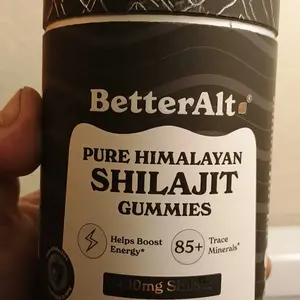 BetterAlt
PURE HIMALAYAN
SHILAJIT
GUMMIES
Helps Boost
Energy*
85+
Trace
Minerals*